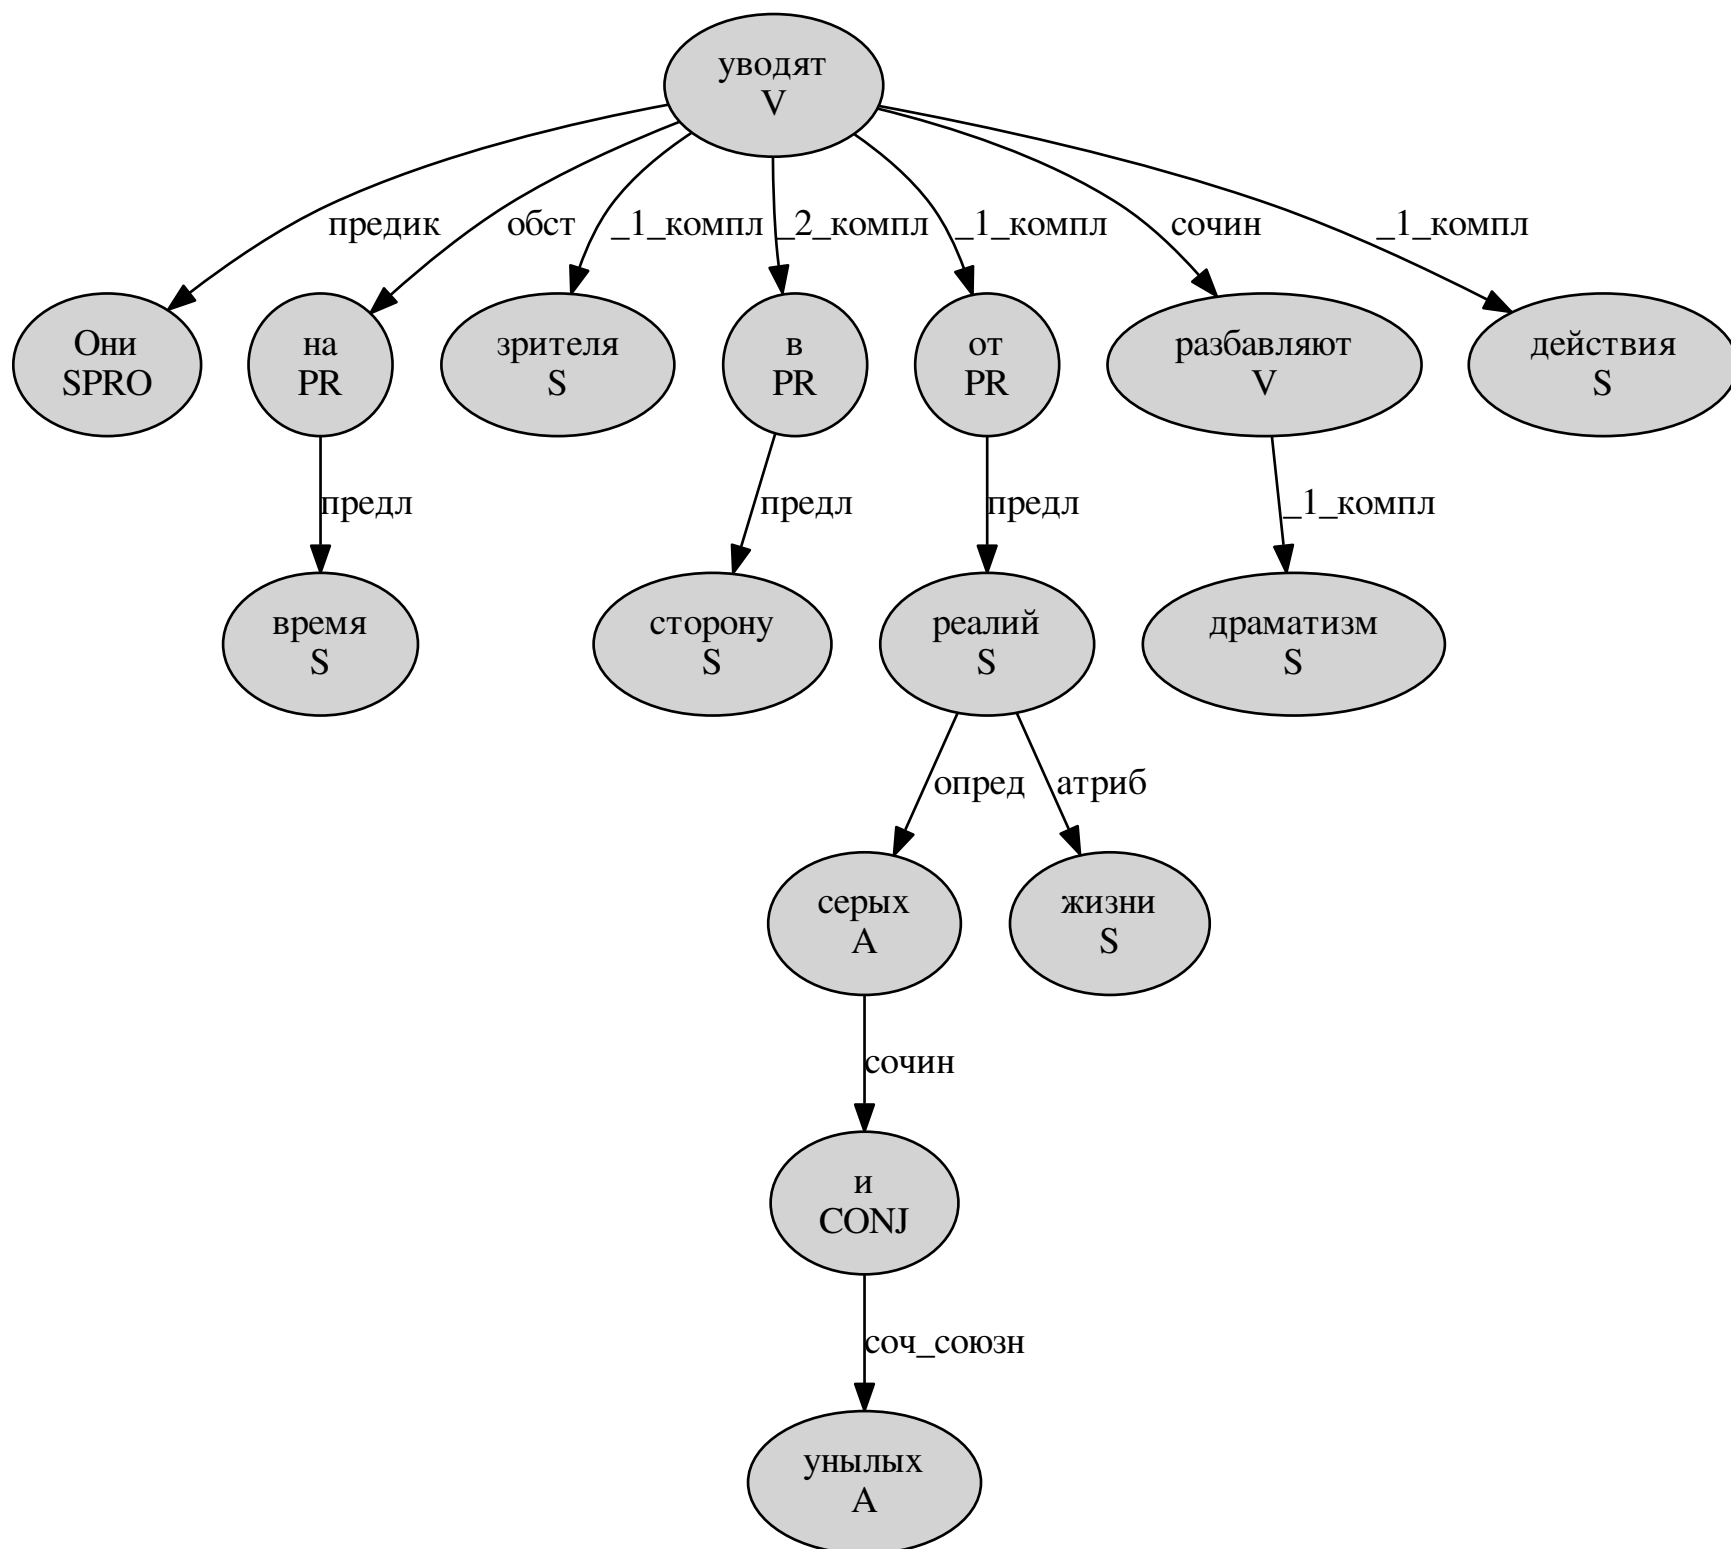 уводят
V
предик
обст
_1_компл
_2_компл
_1_компл
сочин
_1_компл
Они
SPRO
на
PR
зрителя
S
в
PR
от
PR
разбавляют
V
действия
S
предл
предл
предл
_1_компл
время
S
сторону
S
реалий
S
драматизм
S
опред
атриб
серых
A
жизни
S
сочин
и
CONJ
соч_союзн
унылых
A